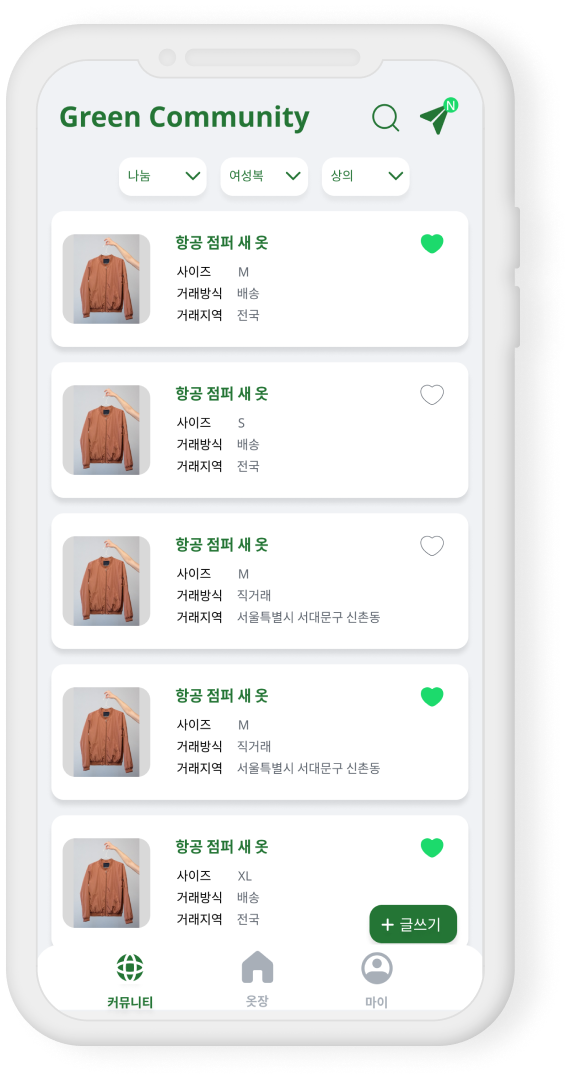 Green Community
N
나눔 여성복 상의
항공 점퍼 새 옷
사이즈 M
거래방식 배송
거래지역 전국
항공 점퍼 새 옷
사이즈 S
거래방식 배송
거래지역 전국
항공 점퍼 새 옷
사이즈 M
거래방식 직거래
거래지역 서울특별시 서대문구 신촌동
항공 점퍼 새 옷
사이즈 M
거래방식 직거래
거래지역 서울특별시 서대문구 신촌동
항공 점퍼 새 옷
사이즈 XL
거래방식 배송
거래지역 전국
+ 글쓰기
커뮤니티 옷장 마이